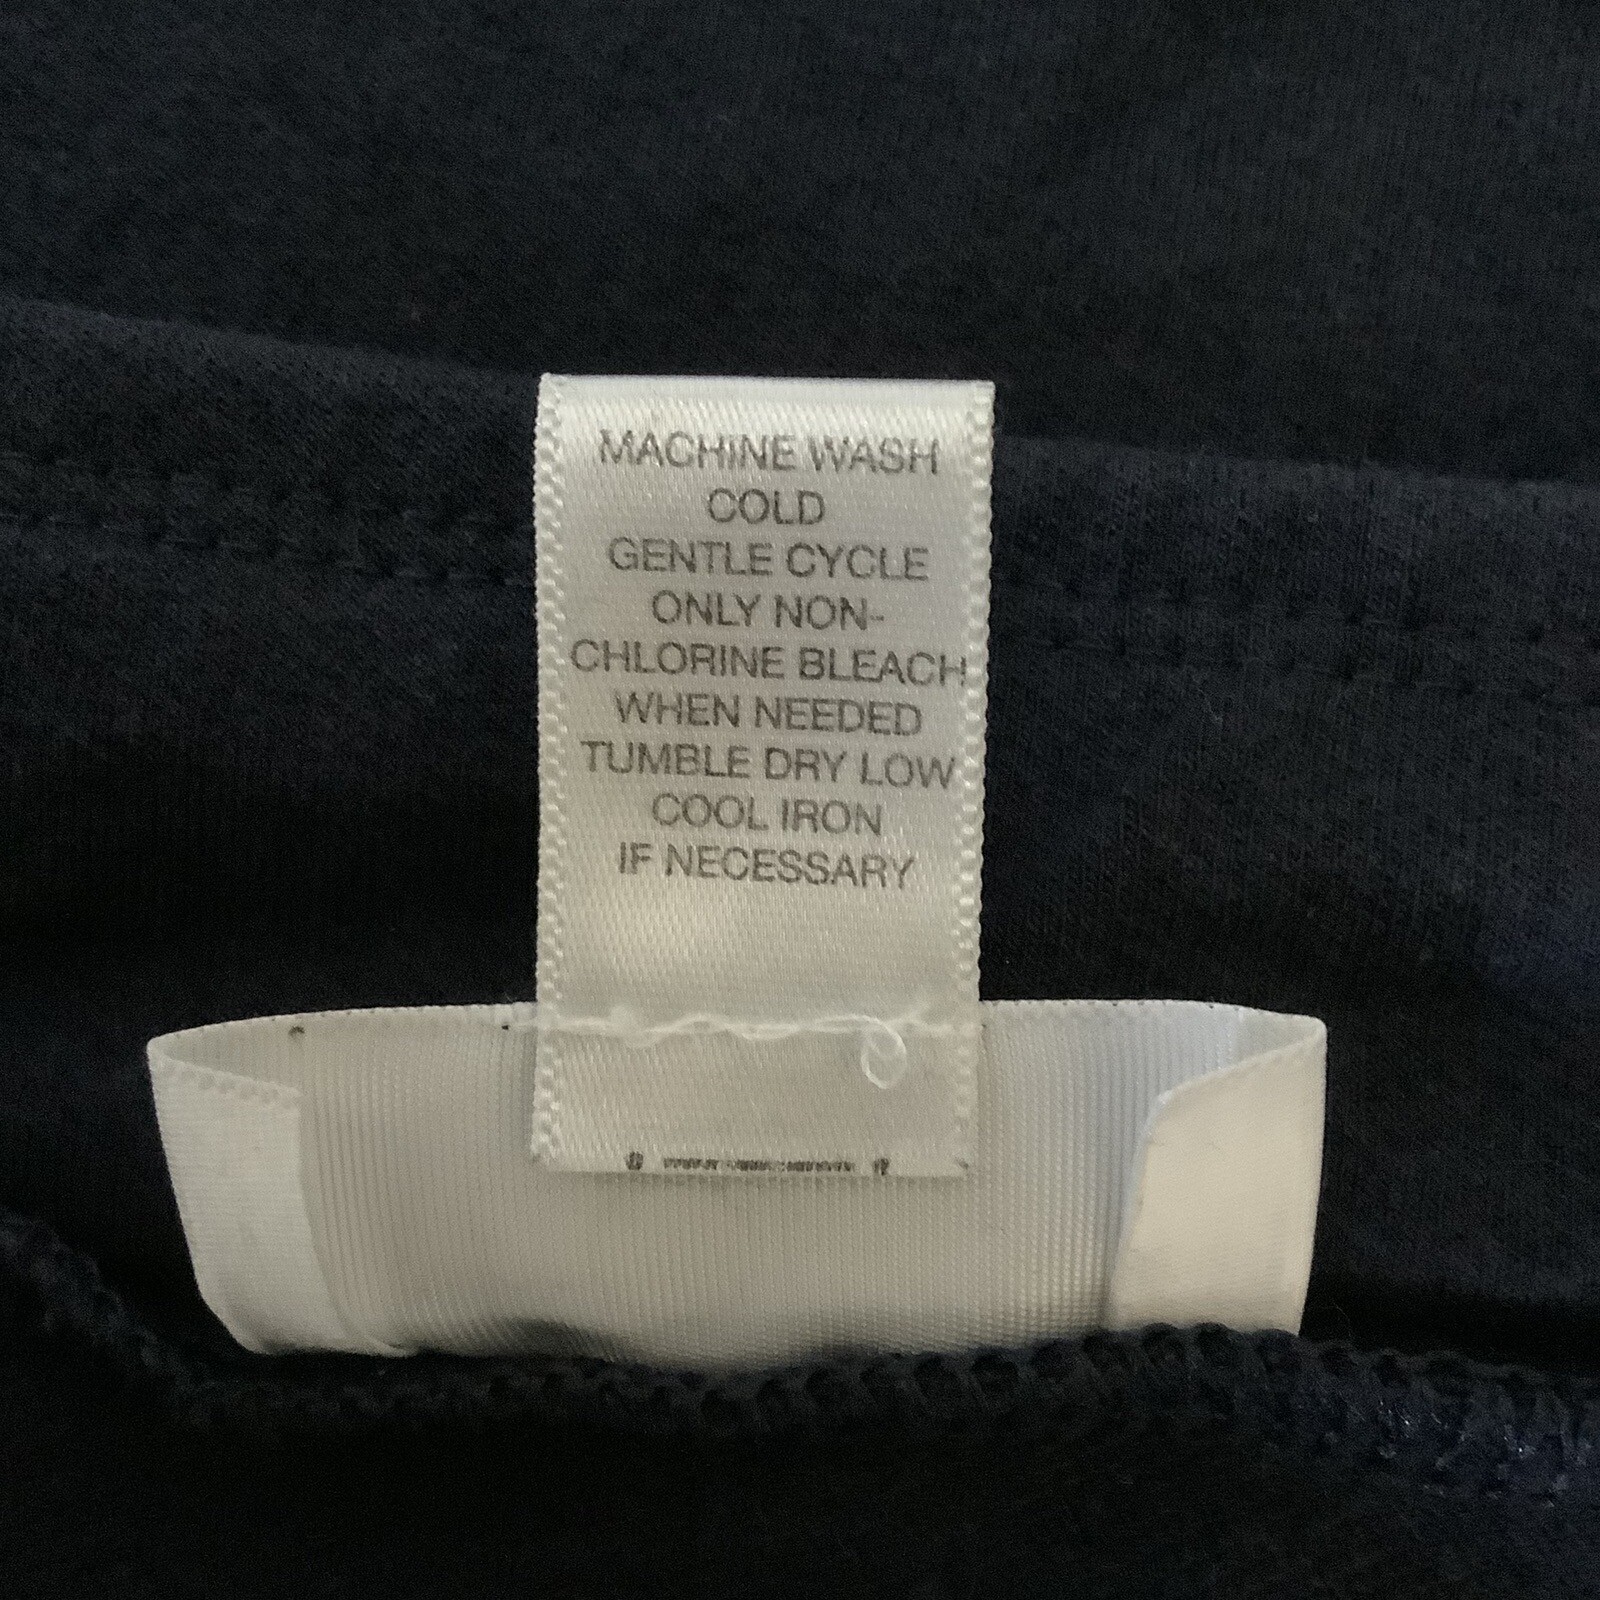 MACHINE WASH
COLD
GENTLE CYCLE
ONLY NON-
CHLORINE BLEACH
WHEN NEEDED
TUMBLE DRY LOW
COOL IRON
IF NECESSARY